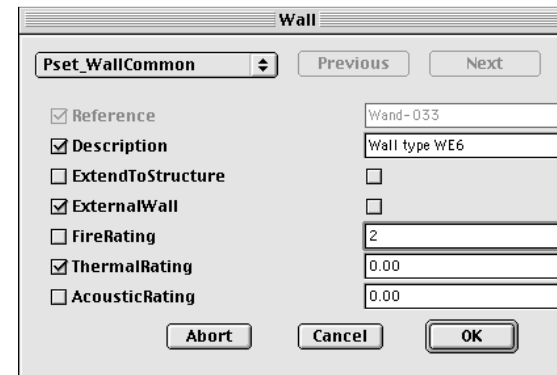 Wall
Pset_WallCommon Previous Next
Reference Wand-033
Description Wall type WE6
ExtendToStructure
ExternalWall
FireRating 2
ThermalRating 0.00
AcousticRating 0.00
Abort Cancel OK